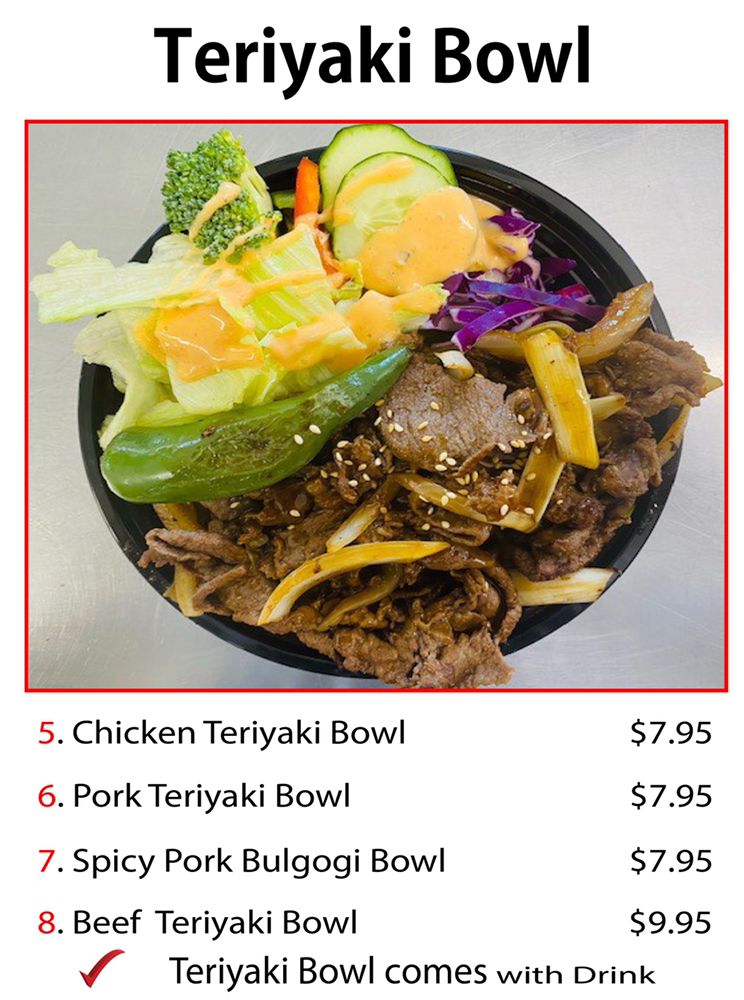 Teriyaki Bowl
5. Chicken Teriyaki Bowl $7.95
6. Pork Teriyaki Bowl $7.95
7. Spicy Pork Bulgogi Bowl $7.95
8. Beef Teriyaki Bowl $9.95
Teriyaki Bowl comes with Drink